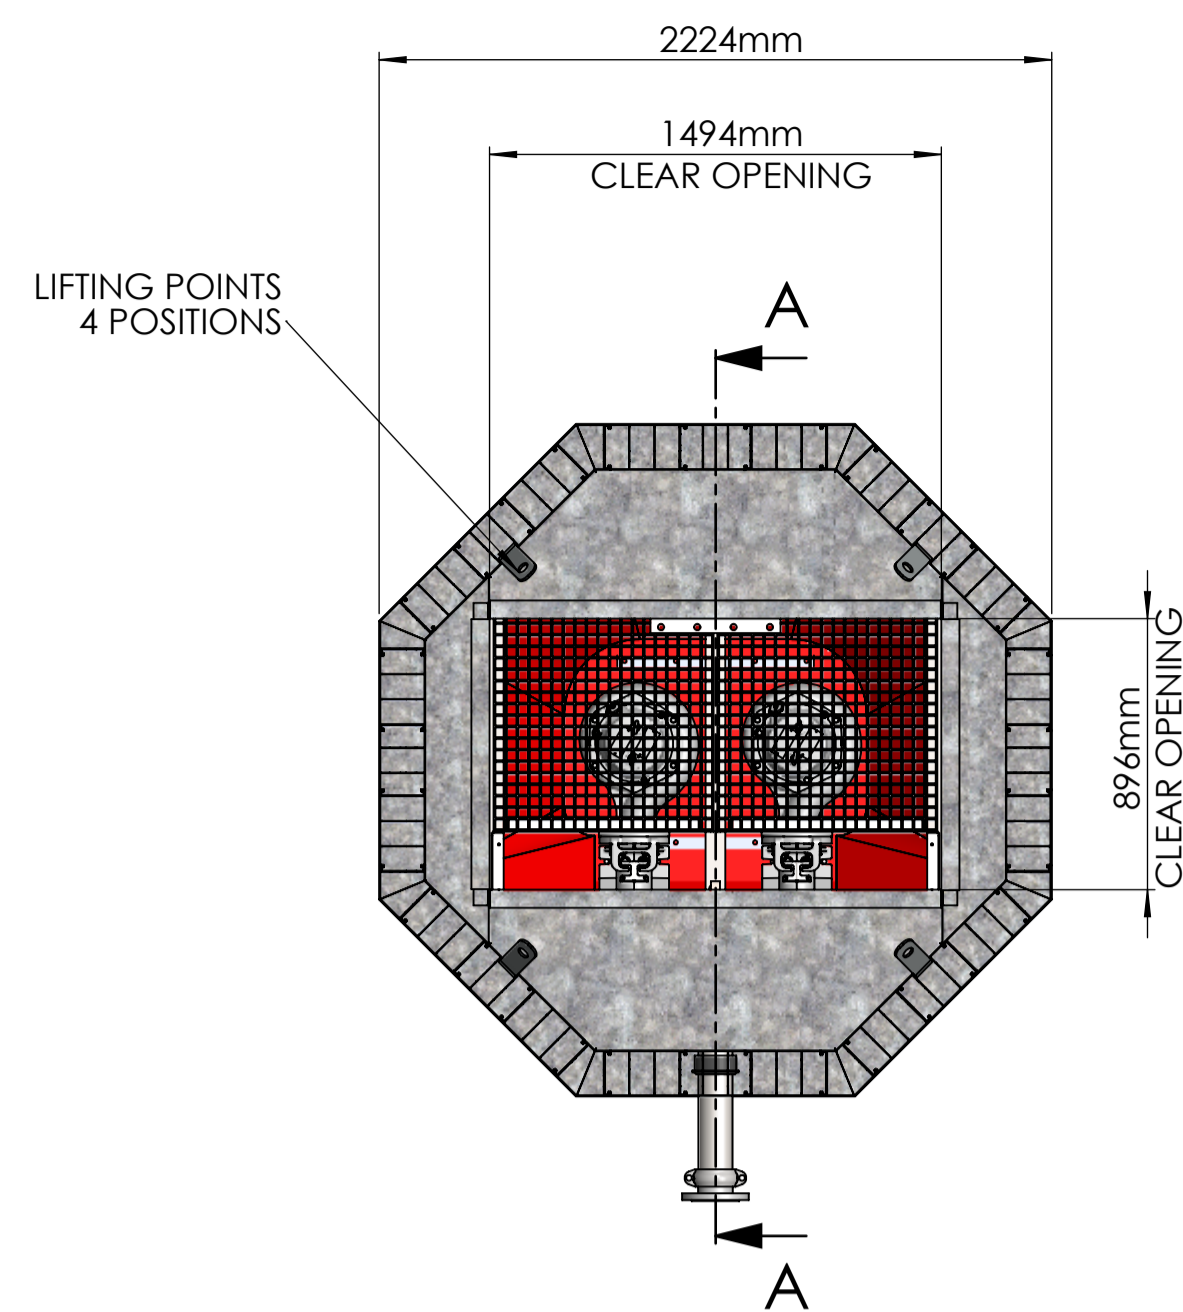 2224mm
1494mm
CLEAR OPENING
LIFTING POINTS
4 POSITIONS
A
896mm
CLEAR OPENING
A